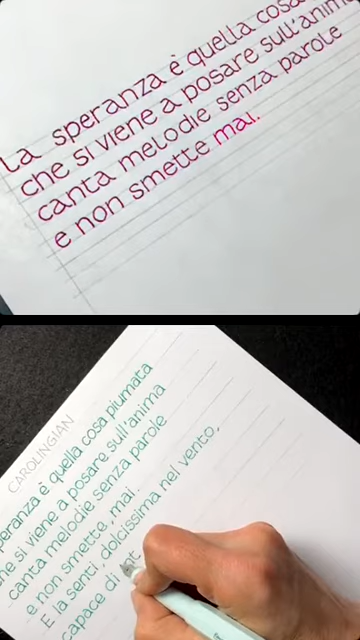 La speranza è quella cosa
che si viene a posare sull'anima
canta melodie senza parole
e non smette mai.
CAROLINGIAN
speranza è quella cosa piumata
che si viene a posare sull'anima
canta melodie senza parole
e non smette, mai.
E la senti, dolcissima nel vento,
capace di